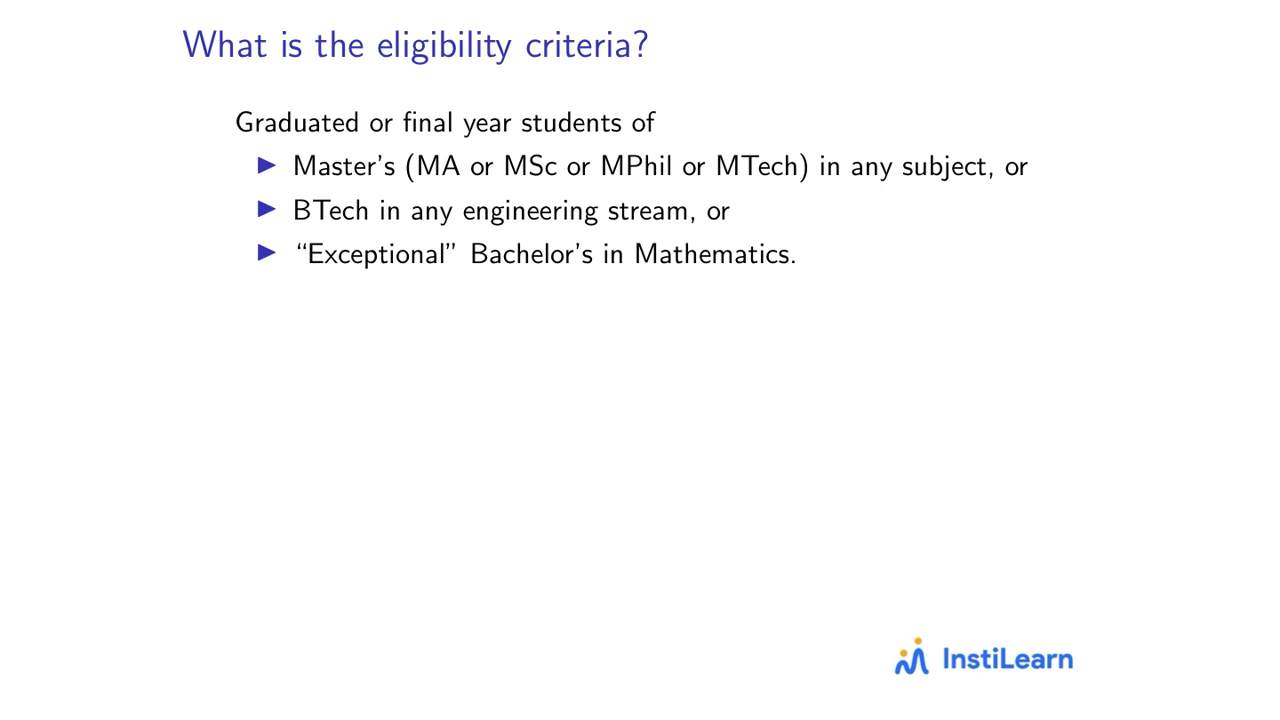 What is the eligibility criteria?
Graduated or final year students of
▶ Master's (MA or MSc or MPhil or MTech) in any subject, or
▶ BTech in any engineering stream, or
▶ “Exceptional” Bachelor's in Mathematics.
InstiLearn